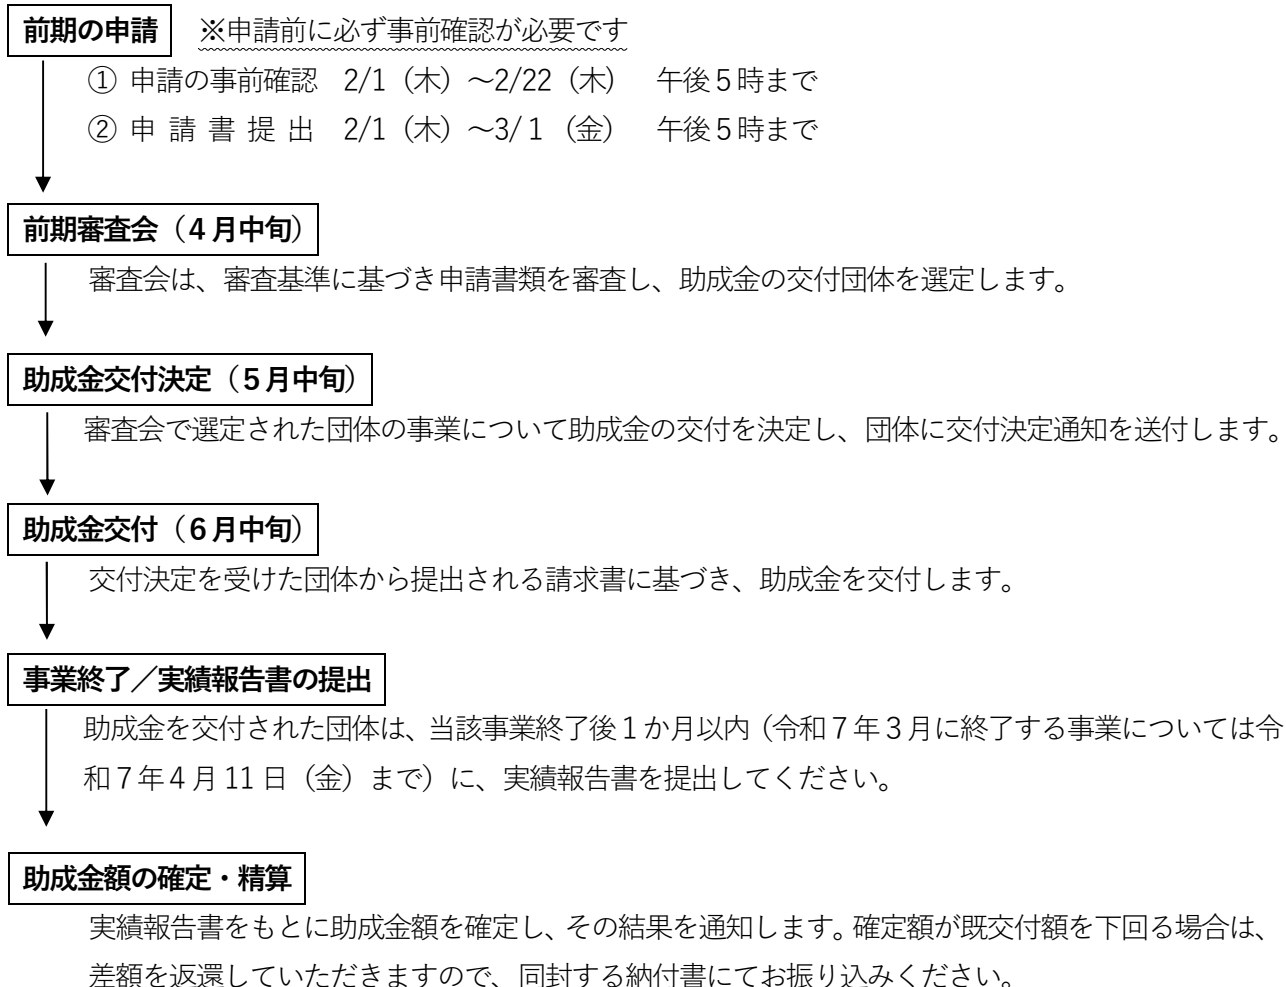 前期の申請　※申請前に必ず事前確認が必要です
① 申請の事前確認　2/1（木）～2/22（木）　午後５時まで
② 申 請 書 提 出　2/1（木）～3/１（金）　午後５時まで
前期審査会（４月中旬）
審査会は、審査基準に基づき申請書類を審査し、助成金の交付団体を選定します。
助成金交付決定（５月中旬）
審査会で選定された団体の事業について助成金の交付を決定し、団体に交付決定通知を送付します。
助成金交付（６月中旬）
交付決定を受けた団体から提出される請求書に基づき、助成金を交付します。
事業終了／実績報告書の提出
助成金を交付された団体は、当該事業終了後１か月以内（令和７年３月に終了する事業については令
和７年４月 11 日（金）まで）に、実績報告書を提出してください。
助成金額の確定・精算
実績報告書をもとに助成金額を確定し、その結果を通知します。確定額が既交付額を下回る場合は、
差額を返還していただきますので、同封する納付書にてお振り込みください。